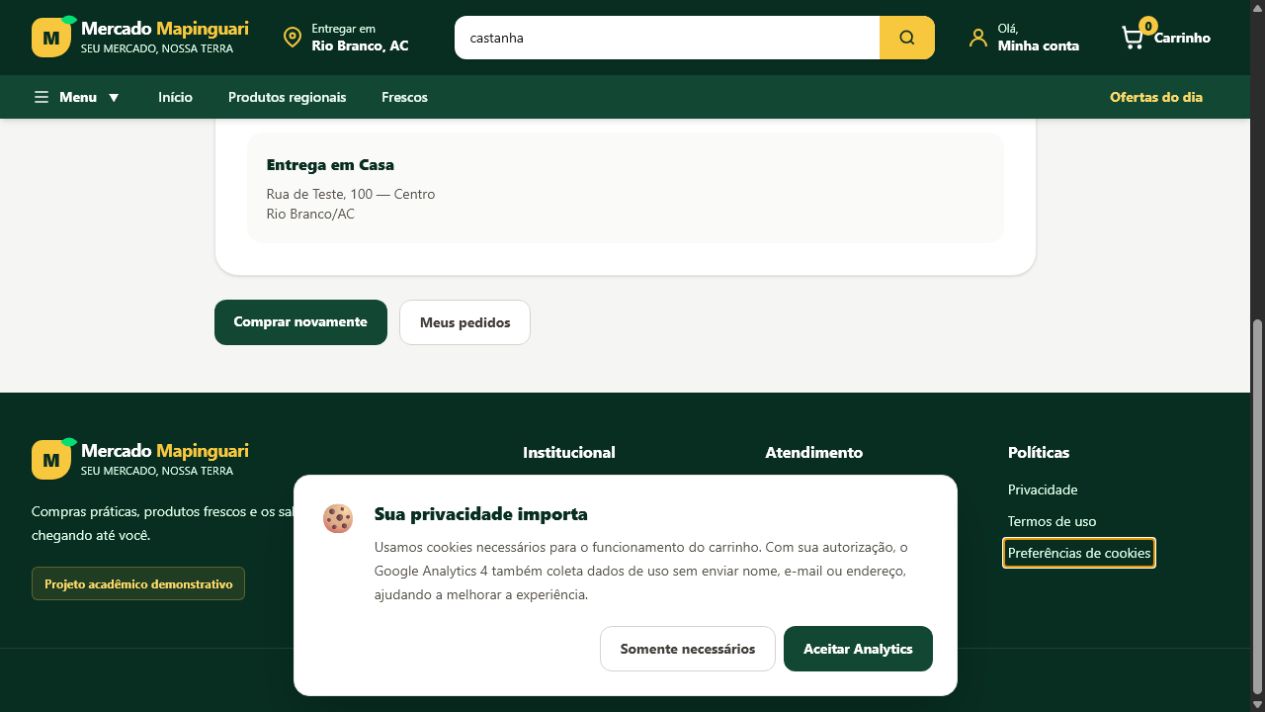 M
Mercado Mapinguari
SEU MERCADO, NOSSA TERRA
Entregar em
Rio Branco, AC
castanha
Olá,
Minha conta
0
Carrinho
Menu
Início
Produtos regionais
Frescos
Ofertas do dia
Entrega em Casa
Rua de Teste, 100 — Centro
Rio Branco/AC
Comprar novamente
Meus pedidos
M
Mercado Mapinguari
SEU MERCADO, NOSSA TERRA
Compras práticas, produtos frescos e os
chegando até você.
Projeto acadêmico demonstrativo
Institucional
Atendimento
Políticas
Privacidade
Termos de uso
Preferências de cookies
Sua privacidade importa
Usamos cookies necessários para o funcionamento do carrinho. Com sua autorização, o
Google Analytics 4 também coleta dados de uso sem enviar nome, e-mail ou endereço,
ajudando a melhorar a experiência.
Somente necessários
Aceitar Analytics